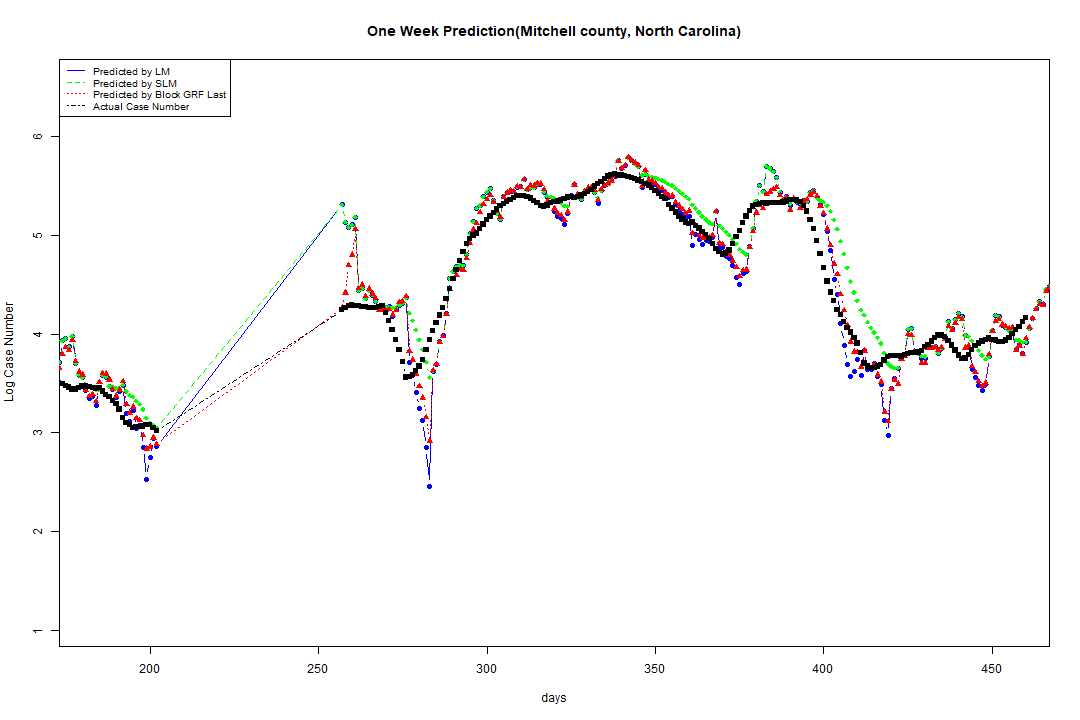 One Week Prediction(Mitchell county, North Carolina)
Predicted by LM
Predicted by SLM
Predicted by Block GRF Last
Actual Case Number
6
5
4
3
2
1
Log Case Number
200 250 300 350 400 450
days